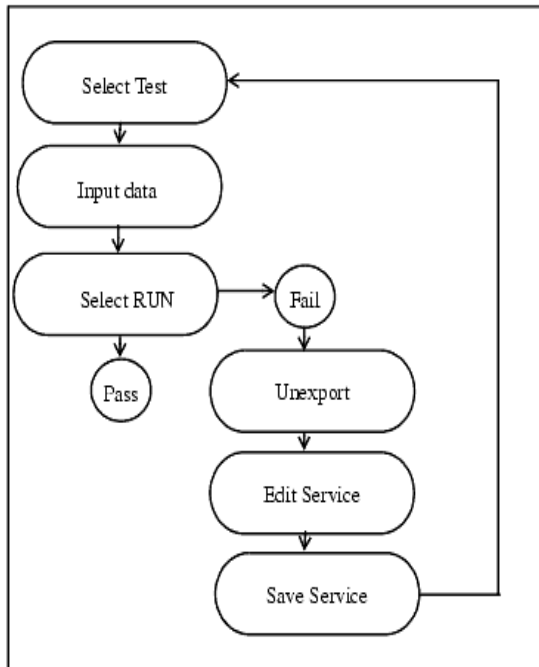 Select Test
Input data
Select RUN
Fail
Pass
Unexport
Edit Service
Save Service